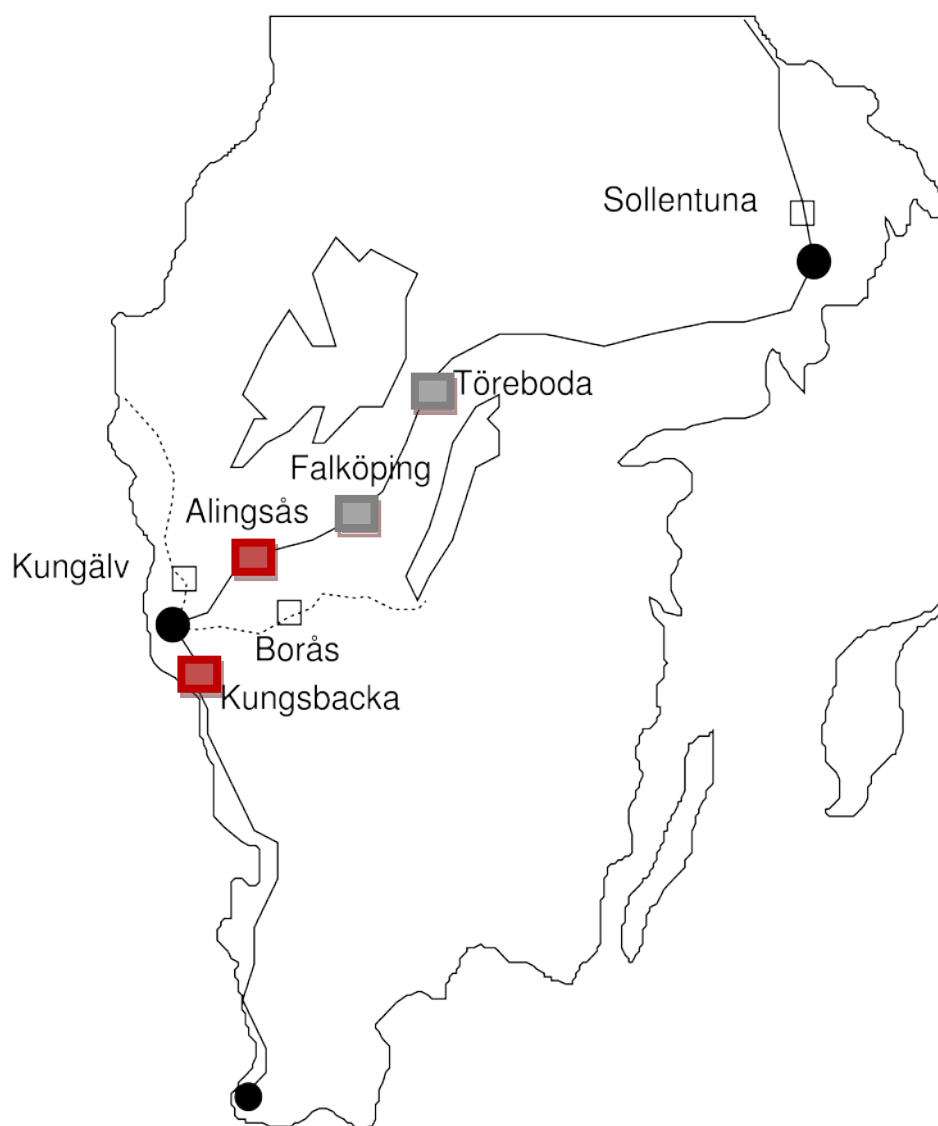 Sollentuna
Töreboda
Falköping
Alingsås
Kungälv
Borås
Kungsbacka